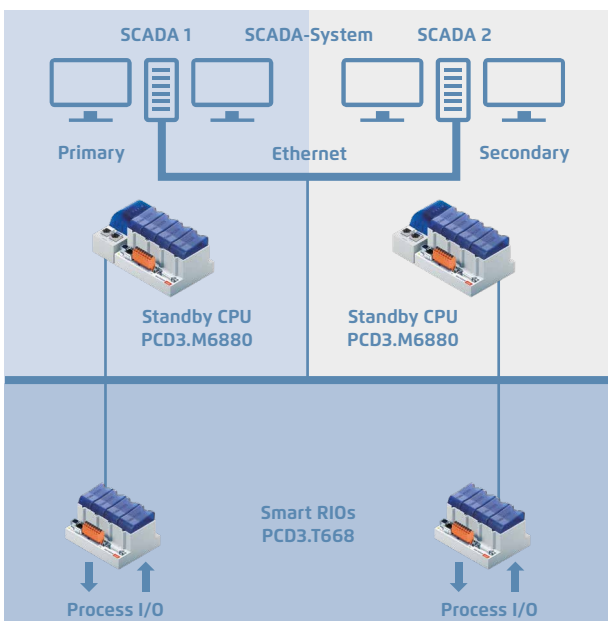 SCADA 1
SCADA-System
SCADA 2
Primary
Ethernet
Secondary
Standby CPU
PCD3.M6880
Standby CPU
PCD3.M6880
Smart RIOs
PCD3.T668
Process I/O
Process I/O